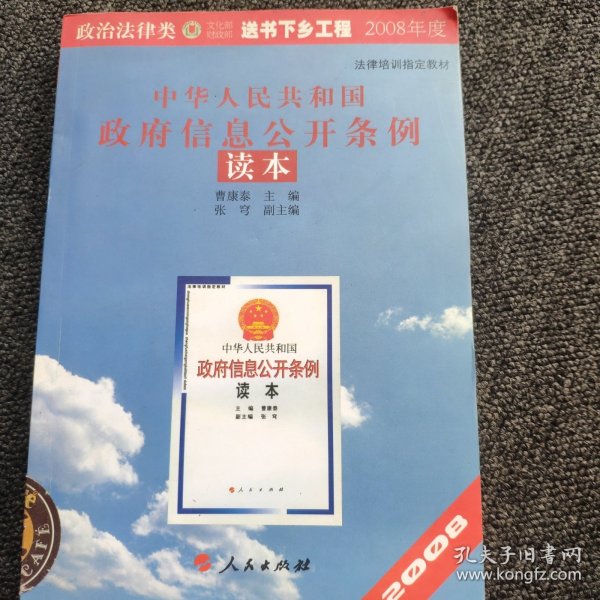 政治法律类 文化部 财政部 送书下乡工程 2008年度
法律培训指定教材
中华人民共和国
政府信息公开条例
读本
曹康泰 主编
张穹 副主编
法律培训指定教材
中华人民共和国
政府信息公开条例
读本
主编 曹康泰
副主编 张穹
人民出版社
2008
人民出版社
CAFE
孔夫子旧书网
www.kongfz.com